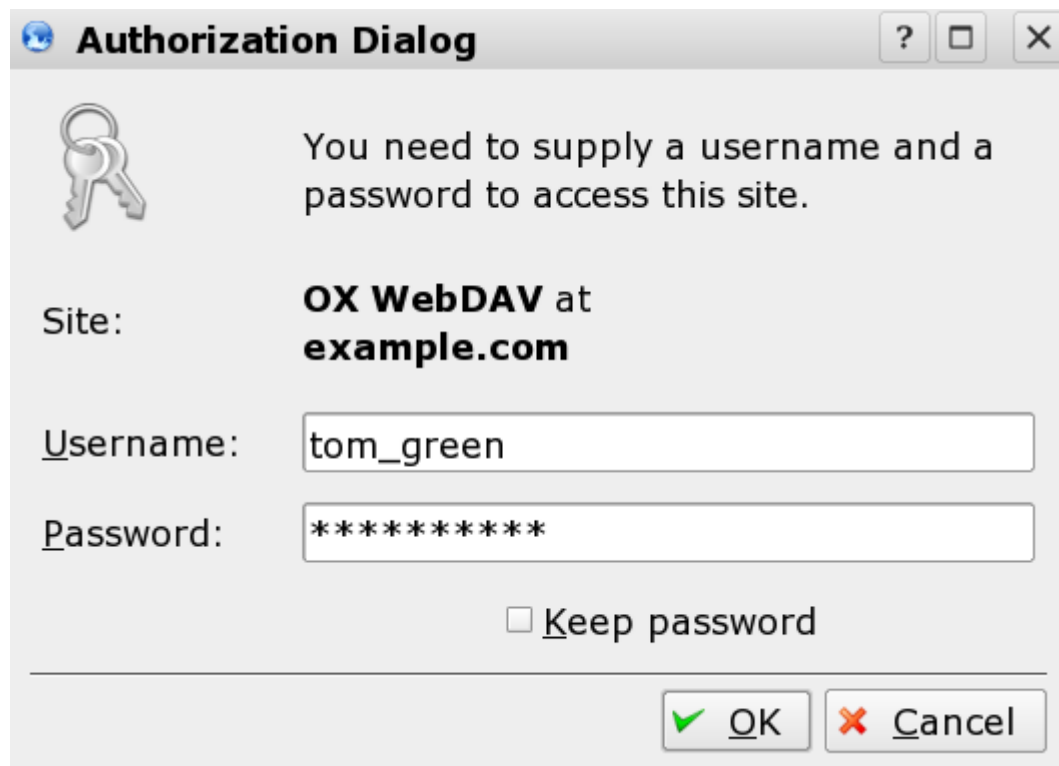 Authorization Dialog
?
You need to supply a username and a
password to access this site.
Site:
OX WebDAV at
example.com
Username:
tom_green
Password:
**********
Keep password
OK
Cancel